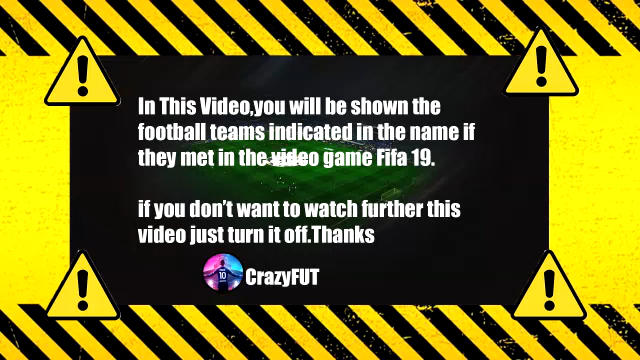 In This Video,you will be shown the
football teams indicated in the name if
they met in the video game Fifa 19.
if you don't want to watch further this
video just turn it off.Thanks
10
CrazyFUT